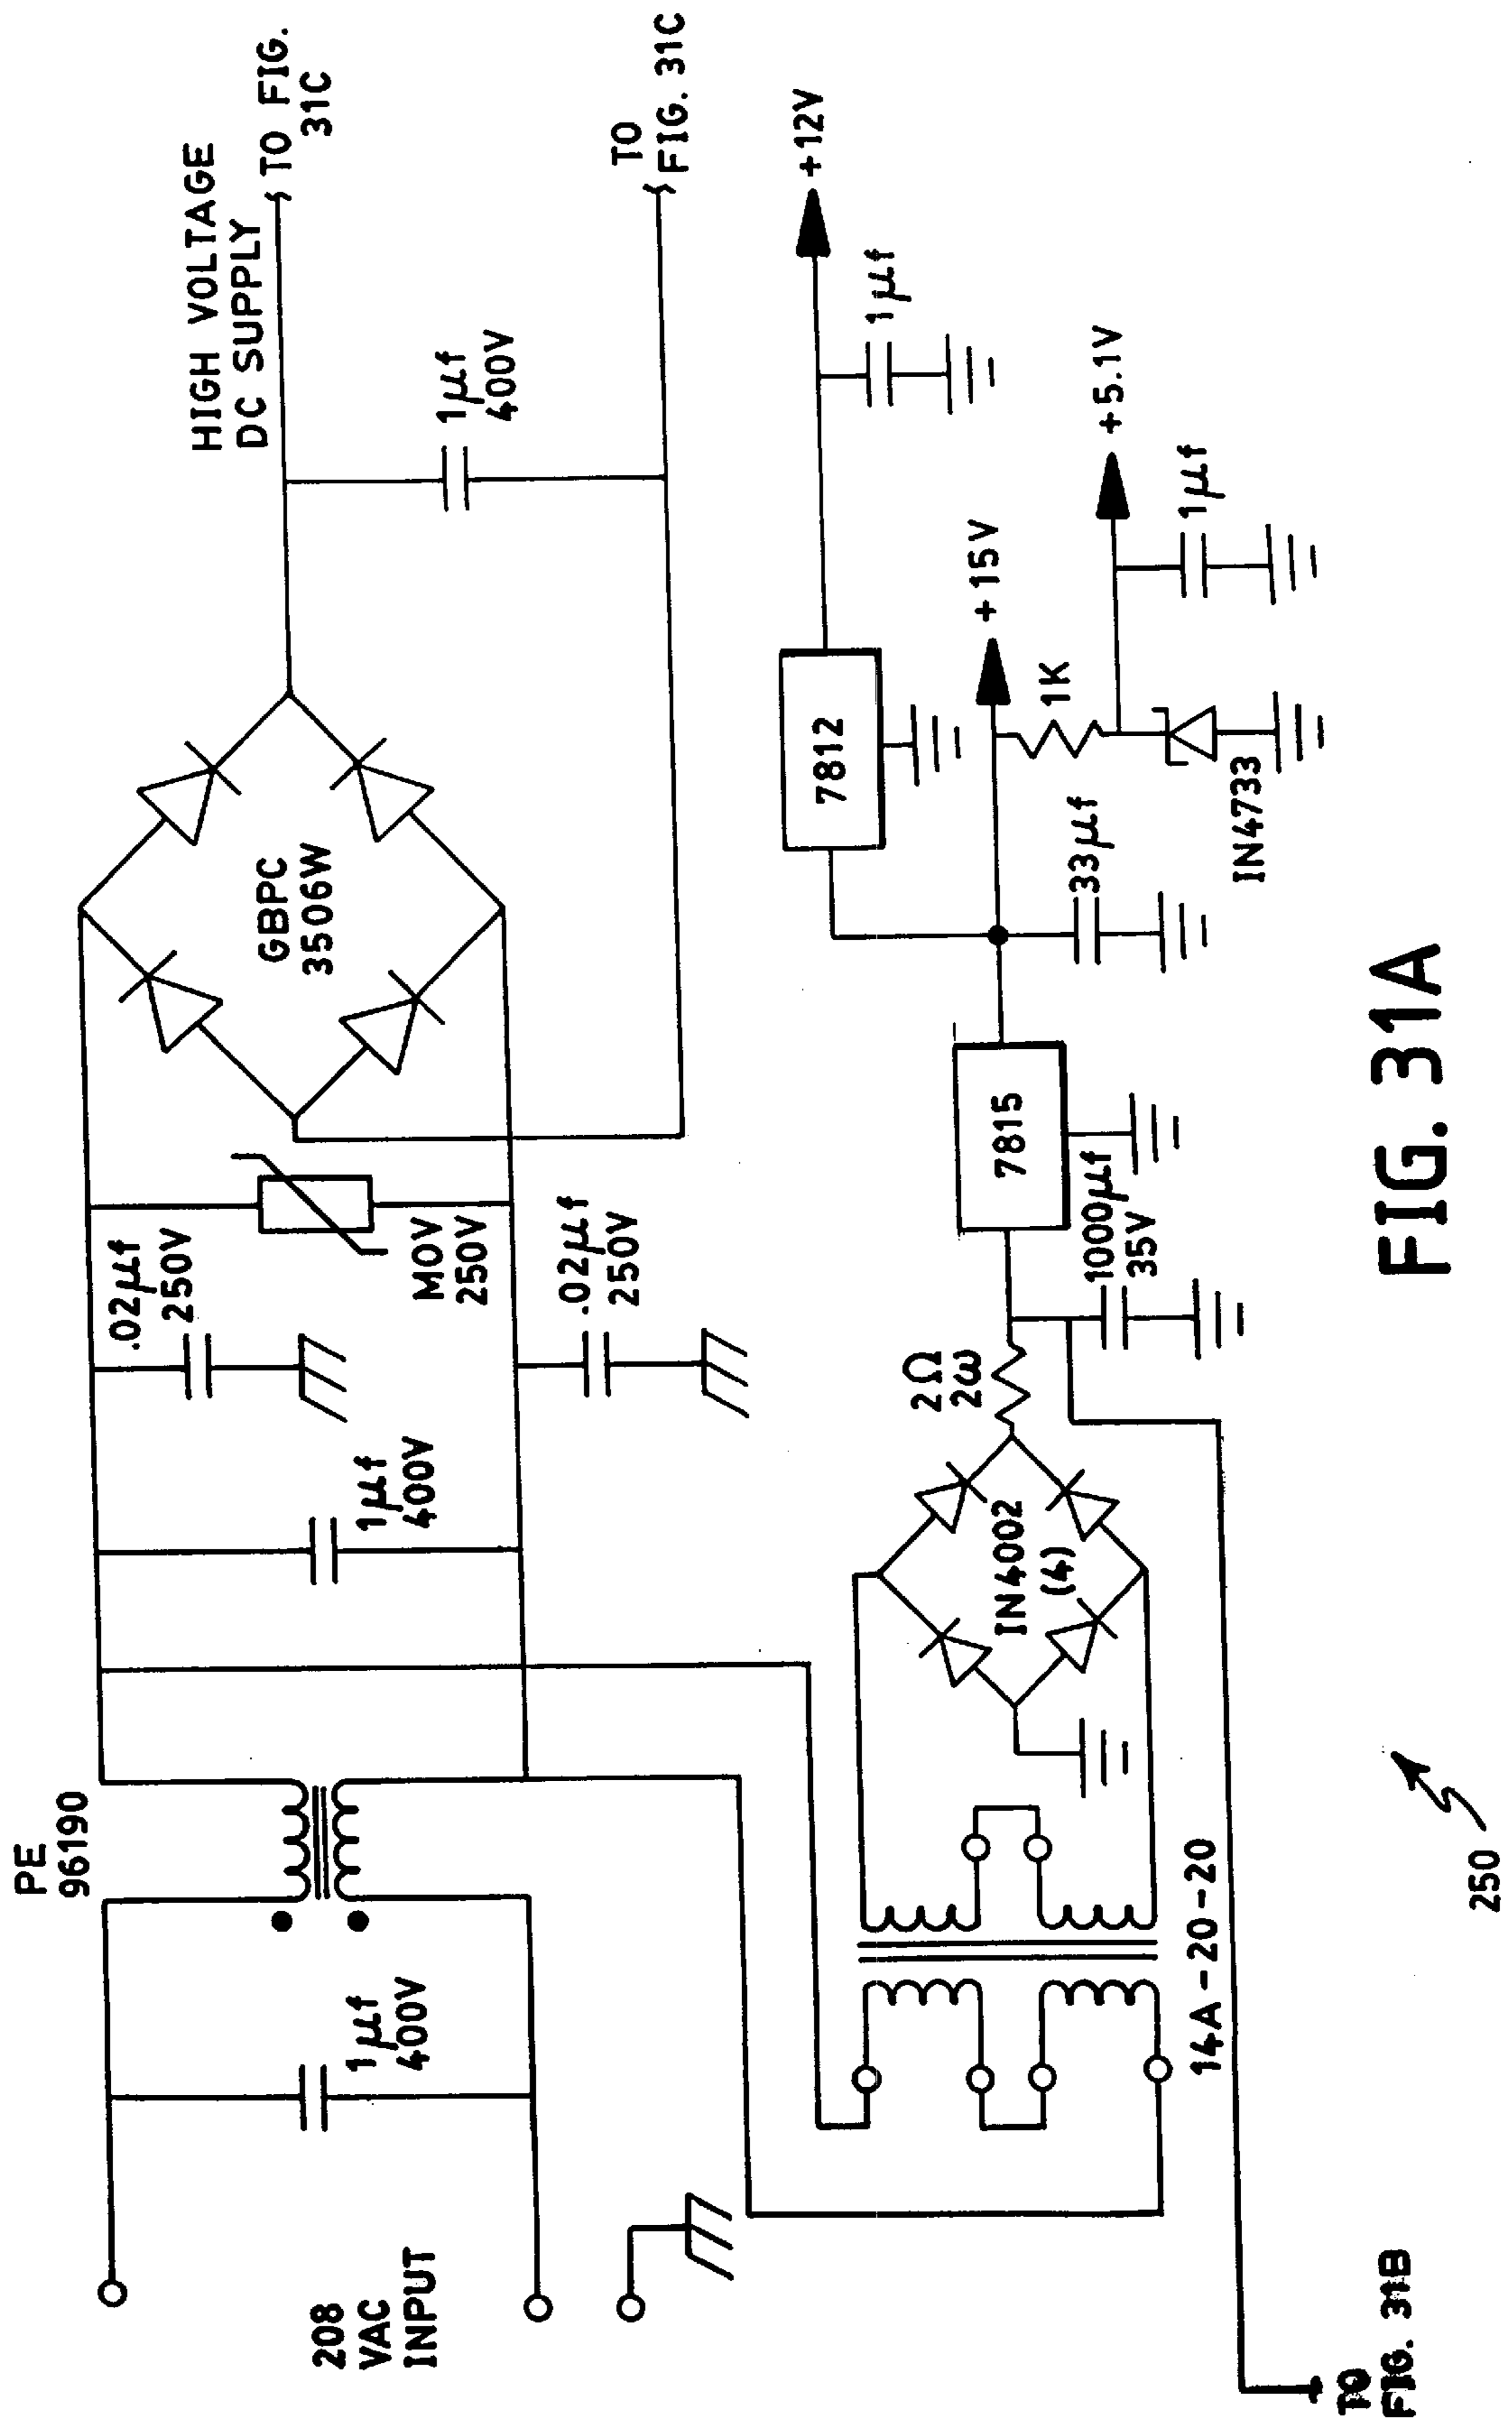 PE
96190
208
VAC
INPUT
1µf
400V
1µf
400V
.02µf
250V
MOV
250V
.02µf
250V
GBPC
3506W
HIGH VOLTAGE
DC SUPPLY
TO FIG.
31C
1µf
400V
TO
FIG. 31C
14A-20-20
IN4002
(4)
2Ω
2ω
1000µf
35V
7815
33µf
7812
+12V
1µf
+15V
1K
IN4733
+5.1V
1µf
TO
FIG. 31B
250
FIG. 31A